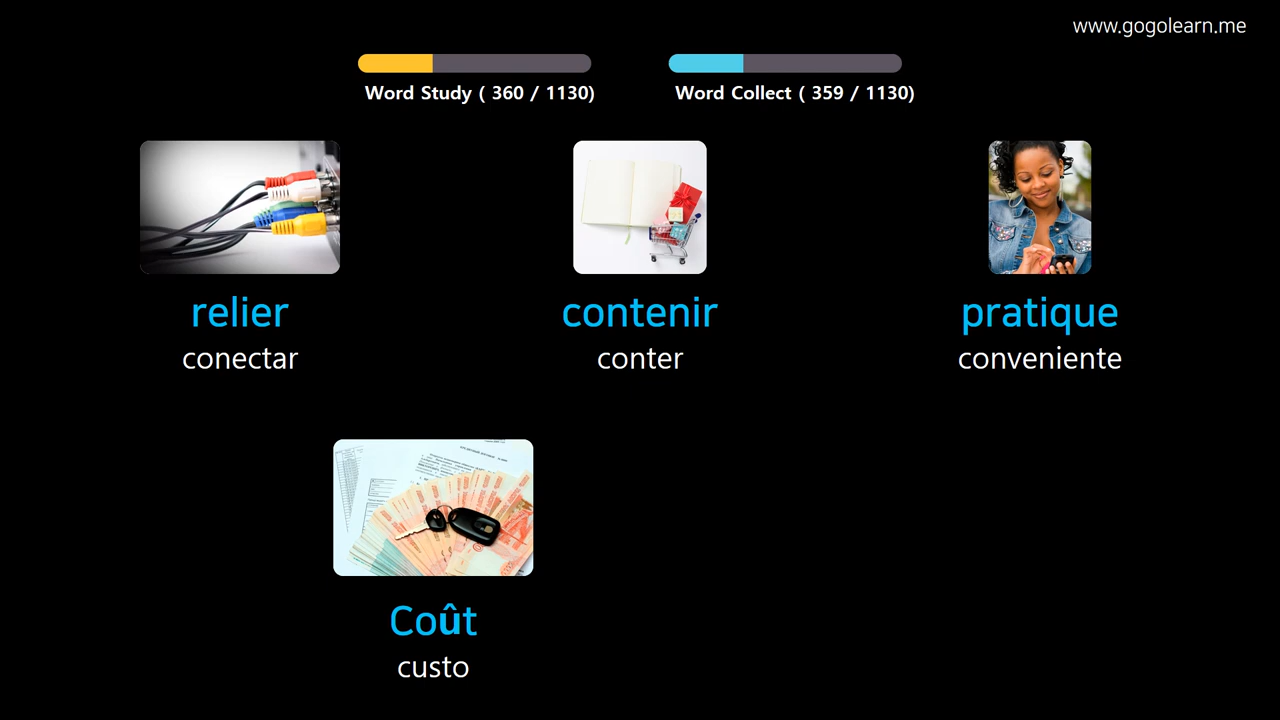 www.gogolearn.me
Word Study ( 360 / 1130)
Word Collect ( 359 / 1130)
relier
conectar
contenir
conter
pratique
conveniente
Coût
custo